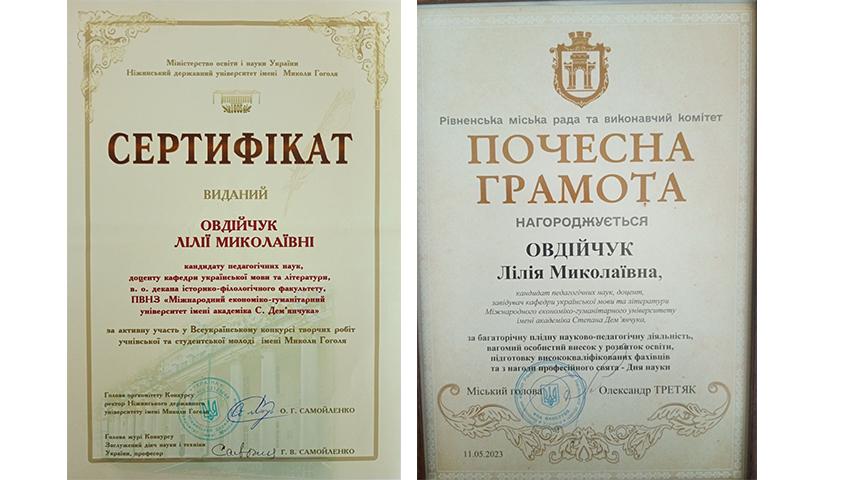 Міністерство освіти і науки України
Ніжинський державний університет імені Миколи Гоголя
СЕРТИФІКАТ
ВИДАНИЙ
ОВДІЙЧУК
ЛІЛІЇ МИКОЛАЇВНІ
кандидату педагогічних наук,
доценту кафедри української мови та літератури,
в. о. декана історико-філологічного факультету,
ПВНЗ «Міжнародний економіко-гуманітарний
університет імені академіка С. Дем'янчука»
за активну участь у Всеукраїнському конкурсі творчих робіт
учнівської та студентської молоді імені Миколи Гоголя
Голова оргкомітету Конкурсу
ректор Ніжинського державного
університету імені Миколи Гоголя
О. Г. САМОЙЛЕНКО
Голова журі Конкурсу
Заслужений діяч науки і техніки
України, професор
Г. В. САМОЙЛЕНКО
Рівненська міська рада та виконавчий комітет
ПОЧЕСНА
ГРАМОТА
НАГОРОДЖУЄТЬСЯ
ОВДІЙЧУК
Лілія Миколаївна,
кандидат педагогічних наук, доцент,
завідувач кафедри української мови та літератури
Міжнародного економіко-гуманітарного університету
імені академіка Степана Дем'янчука,
за багаторічну плідну науково-педагогічну діяльність,
вагомий особистий внесок у розвиток освіти,
підготовку висококваліфікованих фахівців
та з нагоди професійного свята - Дня науки
Міський голова Олександр ТРЕТЯК
11.05.2023